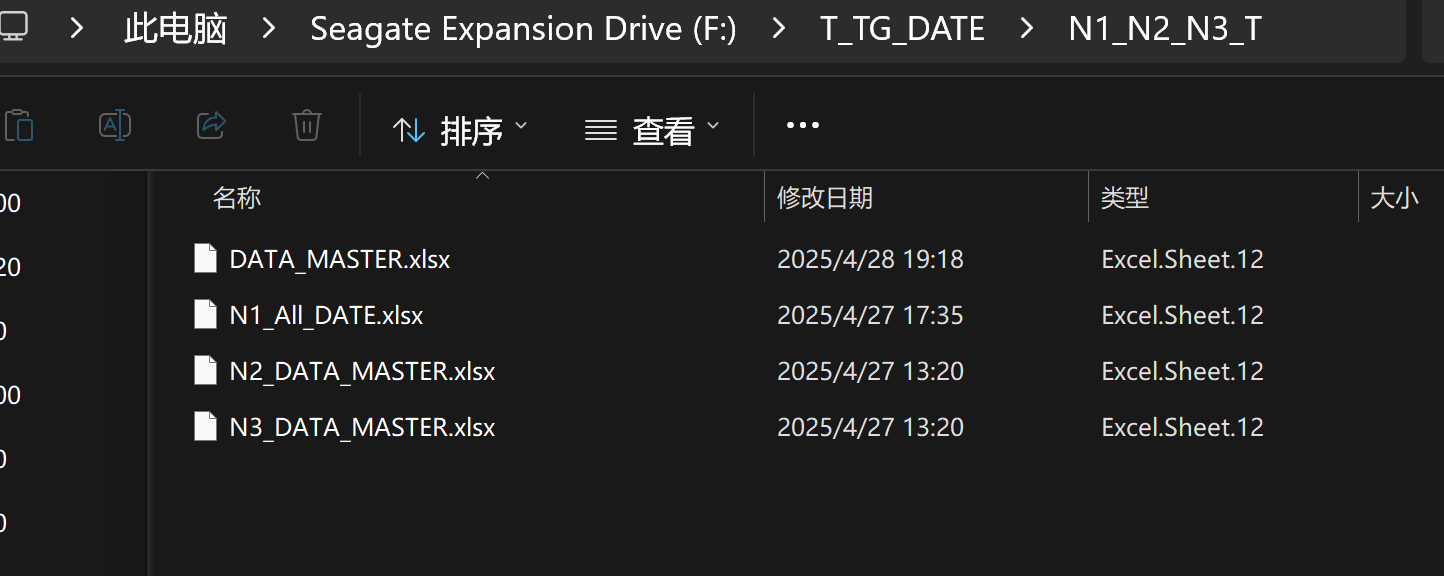 此电脑 > Seagate Expansion Drive (F:) > T_TG_DATE > N1_N2_N3_T
排序 查看 ...
名称 修改日期 类型 大小
00
DATA_MASTER.xlsx 2025/4/28 19:18 Excel.Sheet.12
20
N1_All_DATE.xlsx 2025/4/27 17:35 Excel.Sheet.12
0
N2_DATA_MASTER.xlsx 2025/4/27 13:20 Excel.Sheet.12
00
N3_DATA_MASTER.xlsx 2025/4/27 13:20 Excel.Sheet.12
0
0